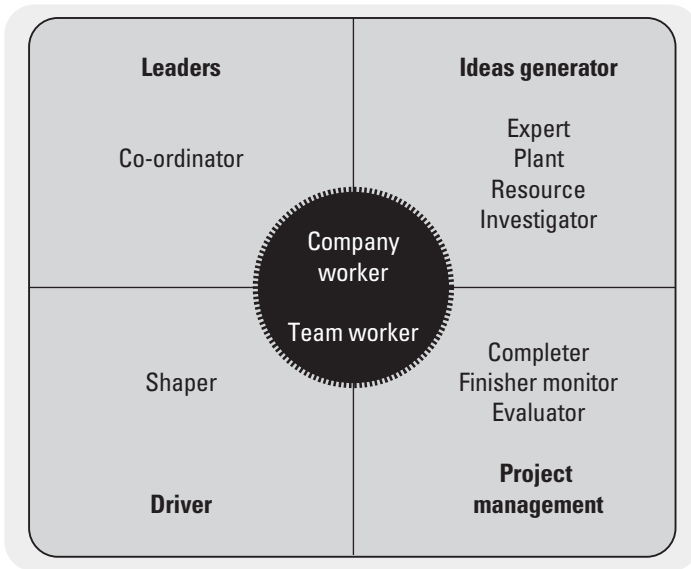 Leaders
Co-ordinator
Ideas generator
Expert
Plant
Resource
Investigator
Company
worker
Team worker
Shaper
Driver
Completer
Finisher monitor
Evaluator
Project
management